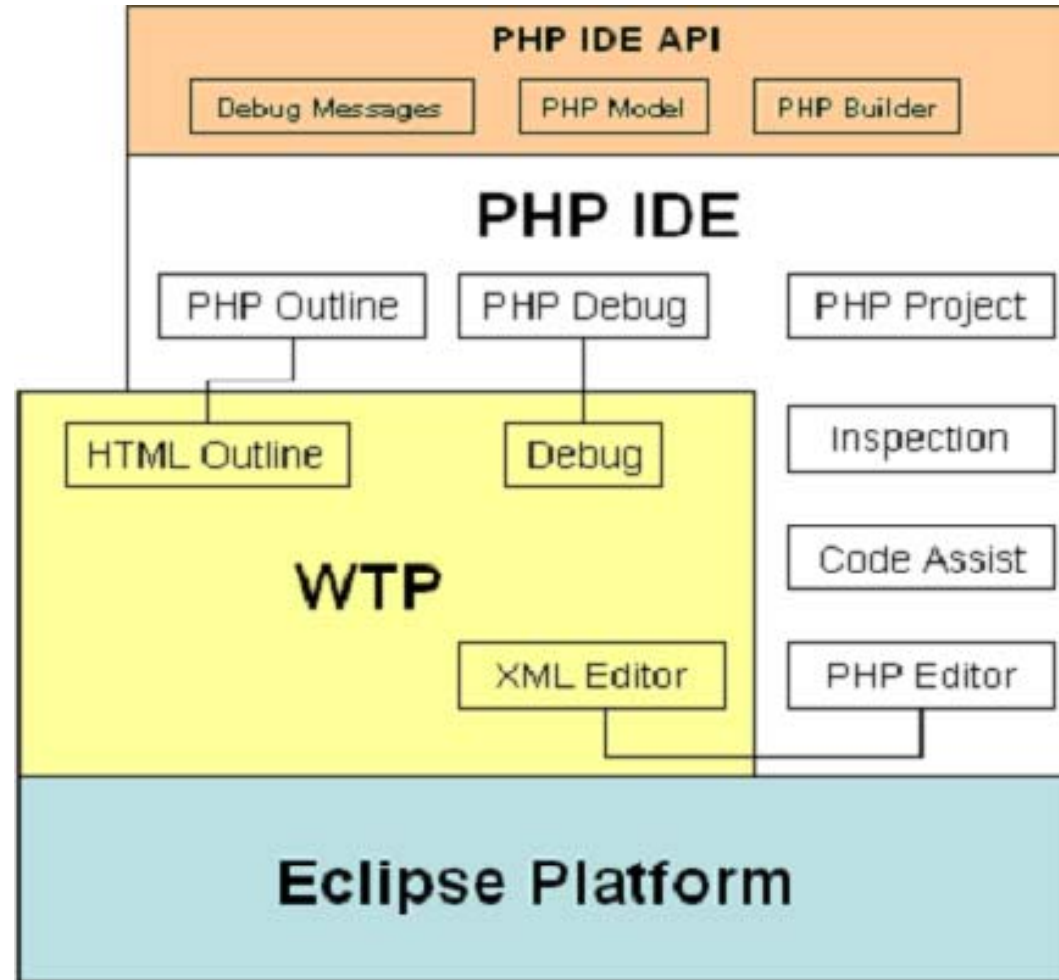 PHP IDE API
Debug Messages
PHP Model
PHP Builder
PHP IDE
PHP Outline
PHP Debug
PHP Project
HTML Outline
Debug
Inspection
WTP
Code Assist
XML Editor
PHP Editor
Eclipse Platform